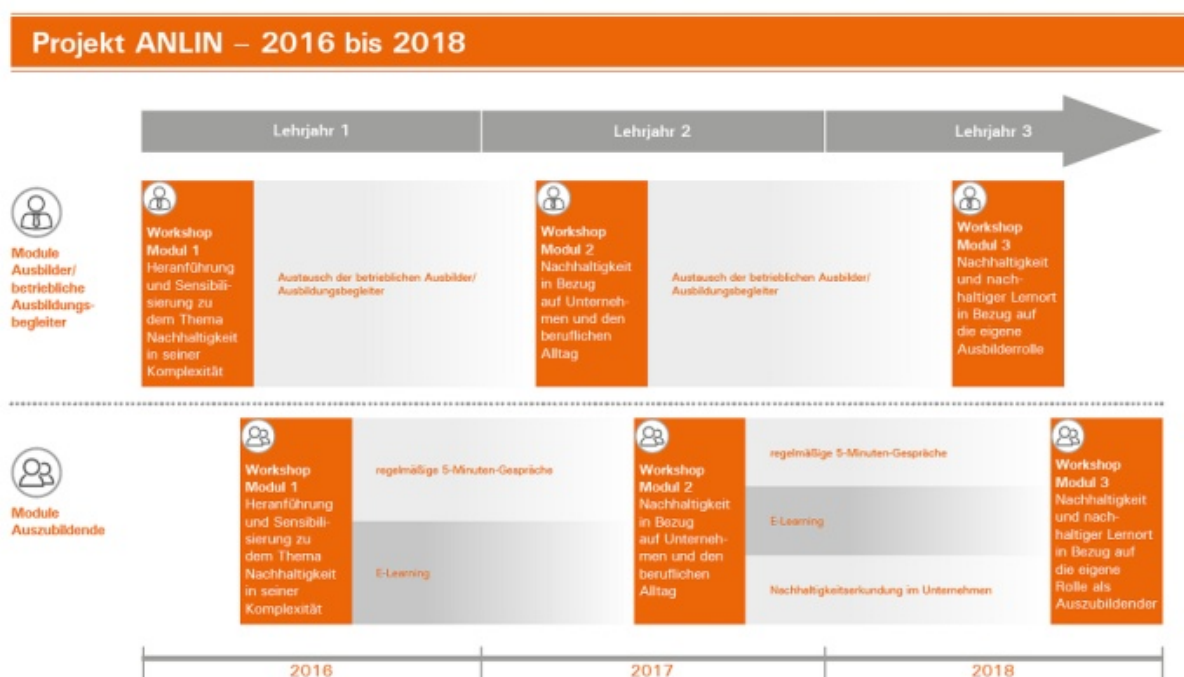 Projekt ANLIN – 2016 bis 2018
Lehrjahr 1
Lehrjahr 2
Lehrjahr 3
Module
Ausbilder/
betriebliche
Ausbildungs-
begleiter
Workshop
Modul 1
Heranführung
und Sensibili-
sierung zu
dem Thema
Nachhaltigkeit
in seiner
Komplexität
Austausch der betrieblichen Ausbilder/
Ausbildungsbegleiter
Workshop
Modul 2
Nachhaltigkeit
in Bezug
auf Unterneh-
men und den
beruflichen
Alltag
Austausch der betrieblichen Ausbilder/
Ausbildungsbegleiter
Workshop
Modul 3
Nachhaltigkeit
und nach-
haltiger Lernort
in Bezug auf
die eigene
Ausbilderrolle
Module
Auszubildende
Workshop
Modul 1
Heranführung
und Sensibili-
sierung zu
dem Thema
Nachhaltigkeit
in seiner
Komplexität
regelmäßige 5-Minuten-Gespräche
E-Learning
Workshop
Modul 2
Nachhaltigkeit
in Bezug
auf Unterneh-
men und den
beruflichen
Alltag
regelmäßige 5-Minuten-Gespräche
E-Learning
Nachhaltigkeitserkundung im Unternehmen
Workshop
Modul 3
Nachhaltigkeit
und nach-
haltiger Lernort
in Bezug auf
die eigene
Rolle als
Auszubildender
2016
2017
2018